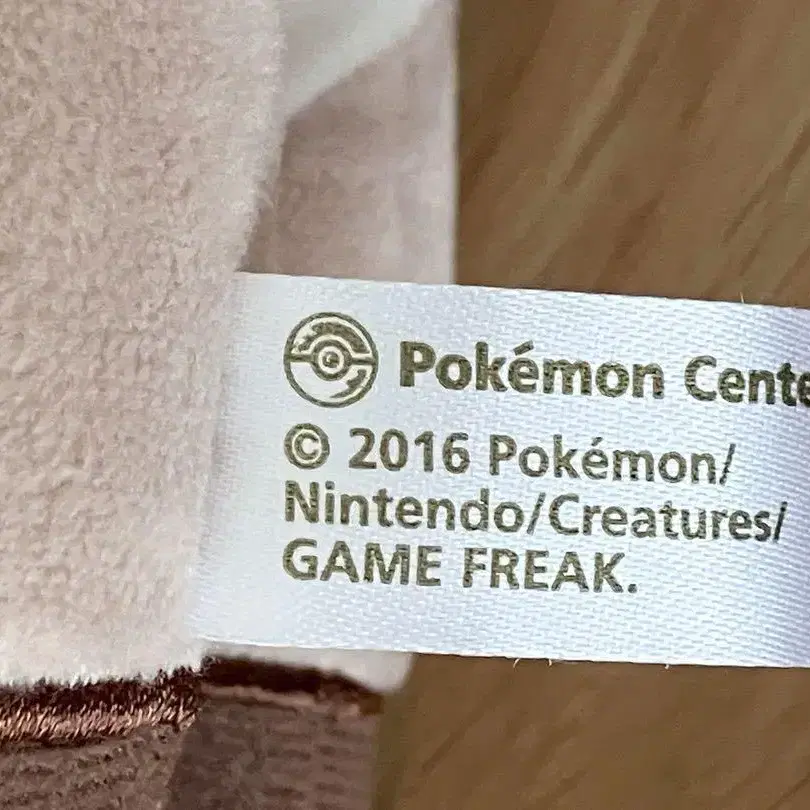 Pokémon Cente
© 2016 Pokémon/
Nintendo/Creatures/
GAME FREAK.